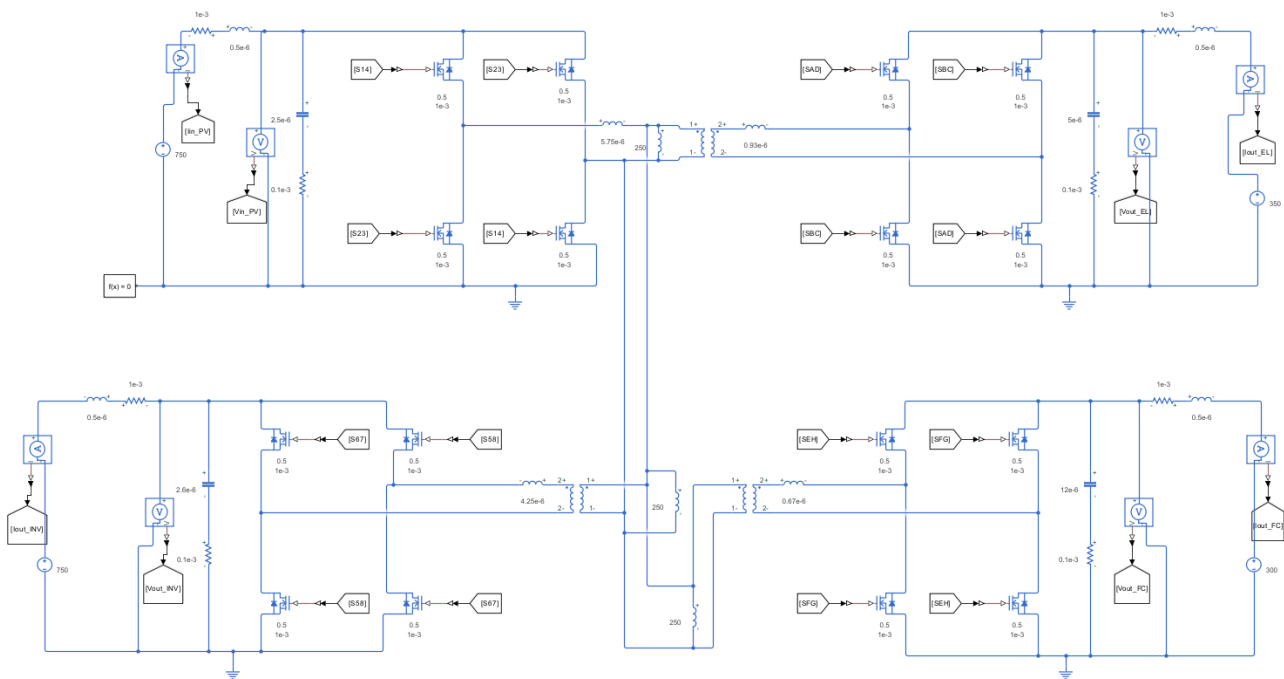 1e-3
0.5e-6
[Iin_PV]
750
[Vin_PV]
2.5e-6
0.1e-3
[S14]
0.5
1e-3
[S23]
0.5
1e-3
[S23]
0.5
1e-3
[S14]
0.5
1e-3
f(x) = 0
5.75e-6
250
1+
1-
2+
2-
0.93e-6
[SAD]
0.5
1e-3
[SBC]
0.5
1e-3
[SBC]
0.5
1e-3
[SAD]
0.5
1e-3
5e-6
0.1e-3
[Vout_EL]
1e-3
0.5e-6
[Iout_EL]
350
1e-3
0.5e-6
[Iout_INV]
750
[Vout_INV]
2.6e-6
0.1e-3
[S67]
0.5
1e-3
[S58]
0.5
1e-3
[S58]
0.5
1e-3
[S67]
0.5
1e-3
4.25e-6
2+
2-
1+
1-
250
250
1+
1-
2+
2-
0.67e-6
[SEH]
0.5
1e-3
[SFG]
0.5
1e-3
[SFG]
0.5
1e-3
[SEH]
0.5
1e-3
12e-6
0.1e-3
[Vout_FC]
1e-3
0.5e-6
[Iout_FC]
300